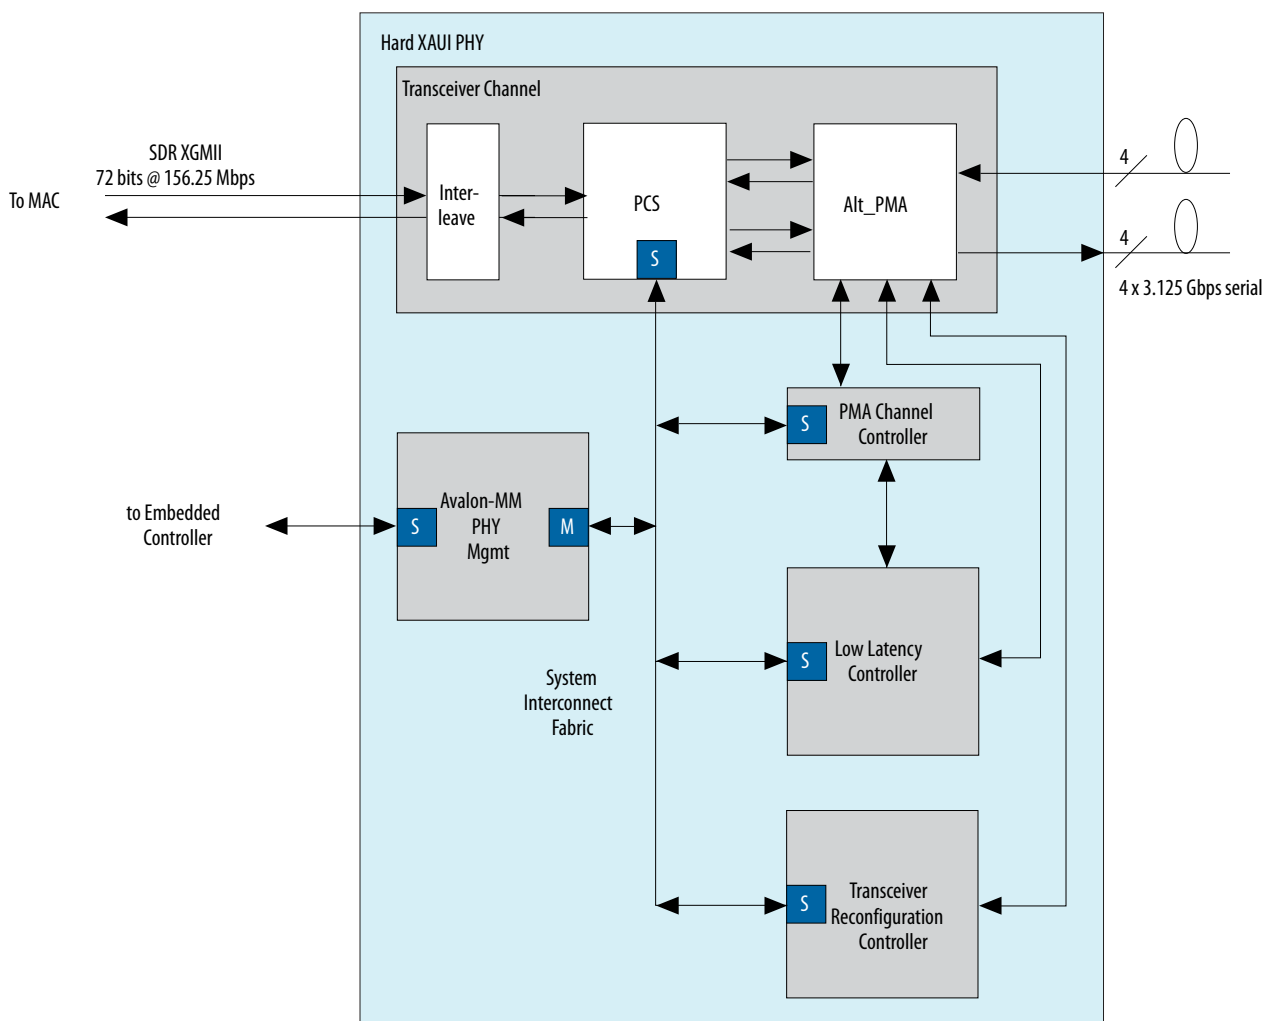 Hard XAUI PHY
Transceiver Channel
SDR XGMII
72 bits @ 156.25 Mbps
To MAC
Inter-
leave
PCS
S
Alt_PMA
4
4
4 x 3.125 Gbps serial
PMA Channel
Controller
S
Avalon-MM
PHY
Mgmt
S
M
to Embedded
Controller
Low Latency
Controller
S
System
Interconnect
Fabric
Transceiver
Reconfiguration
Controller
S